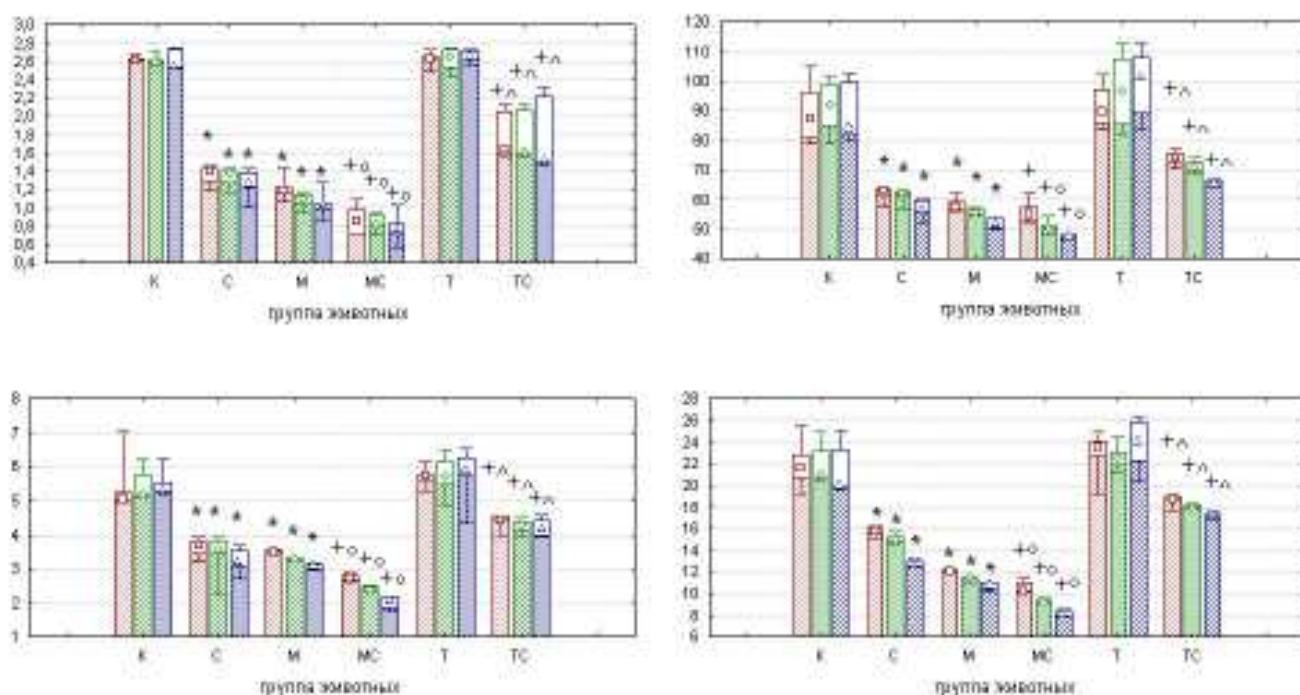 3,0
2,8
2,6
2,4
2,2
2,0
1,8
1,6
1,4
1,2
1,0
0,8
0,6
0,4
* * *
* * *
+o +o +o
+^ +^ +^
К С М МС Т ТС
группа животных
120
110
100
90
80
70
60
50
40
* * *
* * *
+ +o +o
+^ +^ +^
К С М МС Т ТС
группа животных
8
7
6
5
4
3
2
1
* * *
* * *
+o +o +o
+^ +^ +^
К С М МС Т ТС
группа животных
28
26
24
22
20
18
16
14
12
10
8
6
* * *
* * *
+o +o +o
+^ +^ +^
К С М МС Т ТС
группа животных